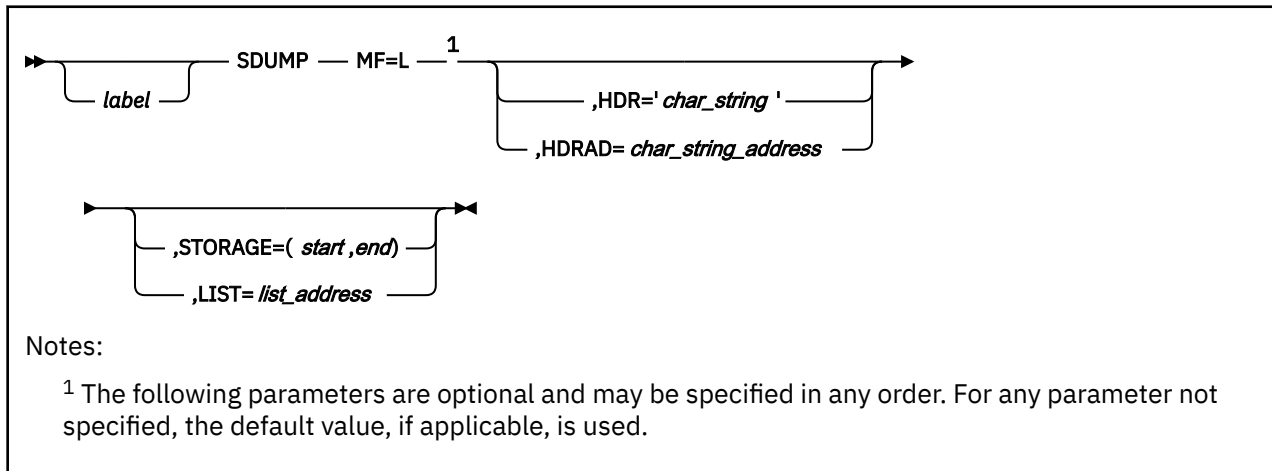 label SDUMP MF=L 1
,HDR=' char_string '
,HDRAD= char_string_address
,STORAGE=( start ,end)
,LIST= list_address
Notes:
1 The following parameters are optional and may be specified in any order. For any parameter not
specified, the default value, if applicable, is used.